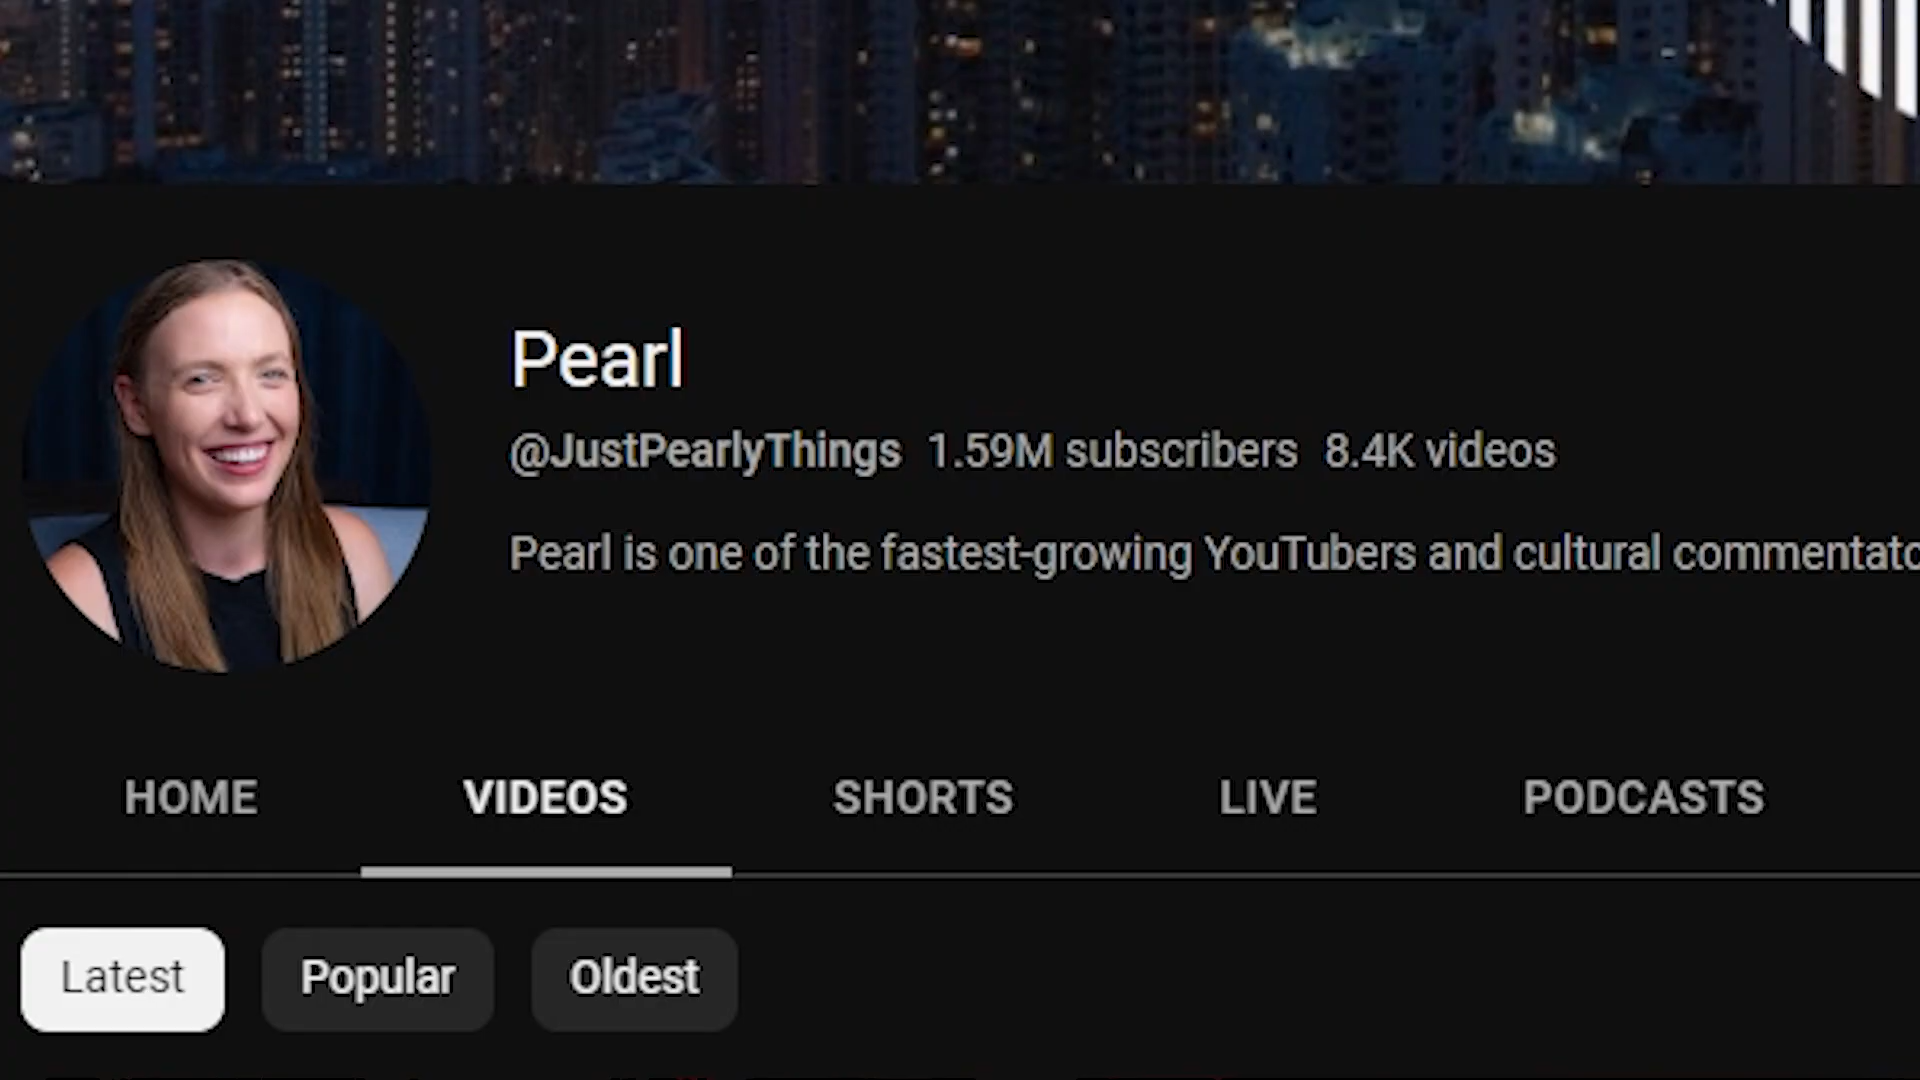 Pearl
@JustPearlyThings 1.59M subscribers 8.4K videos
Pearl is one of the fastest-growing YouTubers and cultural commentato
HOME VIDEOS SHORTS LIVE PODCASTS
Latest Popular Oldest